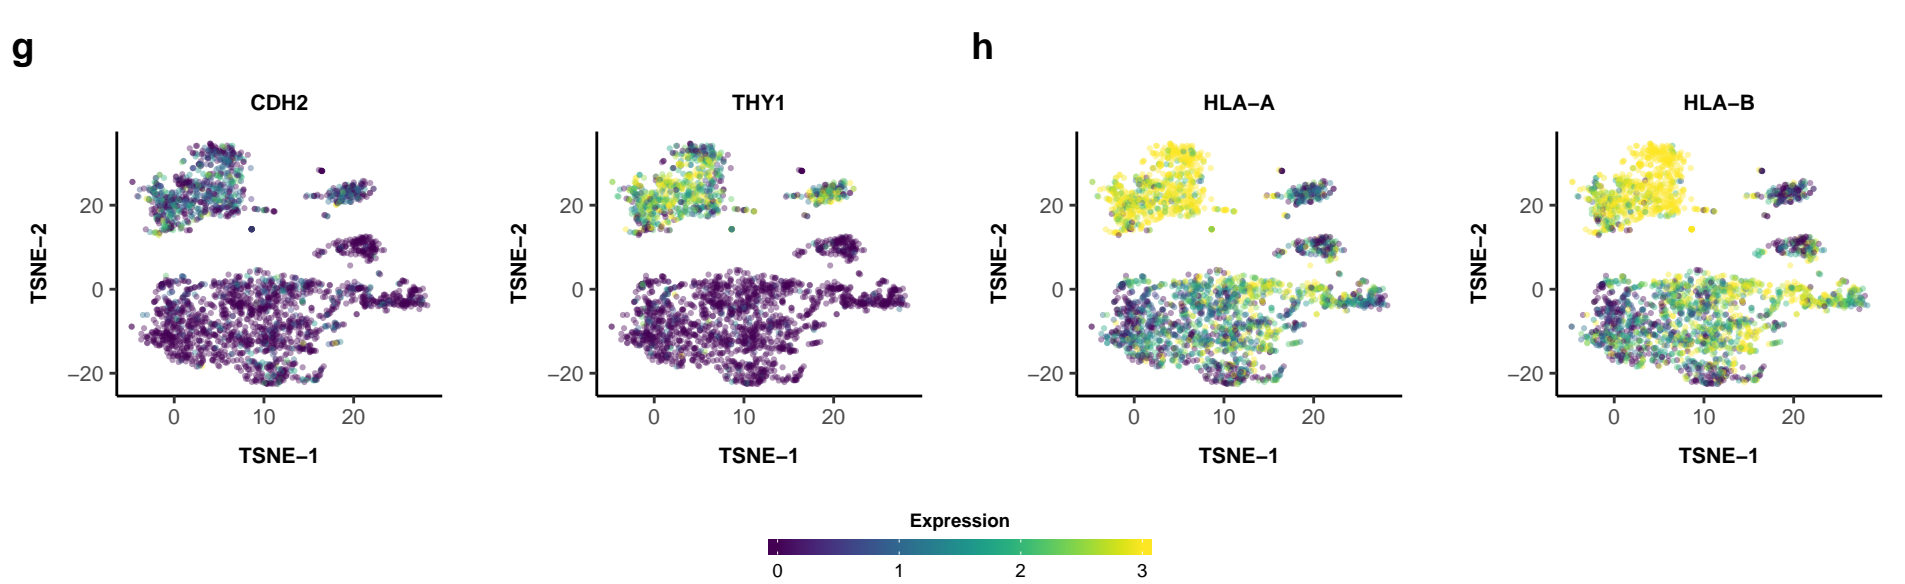 g
h
CDH2
THY1
HLA−A
HLA−B
20
0
−20
TSNE−2
0 10 20
TSNE−1
20
0
−20
TSNE−2
0 10 20
TSNE−1
20
0
−20
TSNE−2
0 10 20
TSNE−1
20
0
−20
TSNE−2
0 10 20
TSNE−1
Expression
0 1 2 3